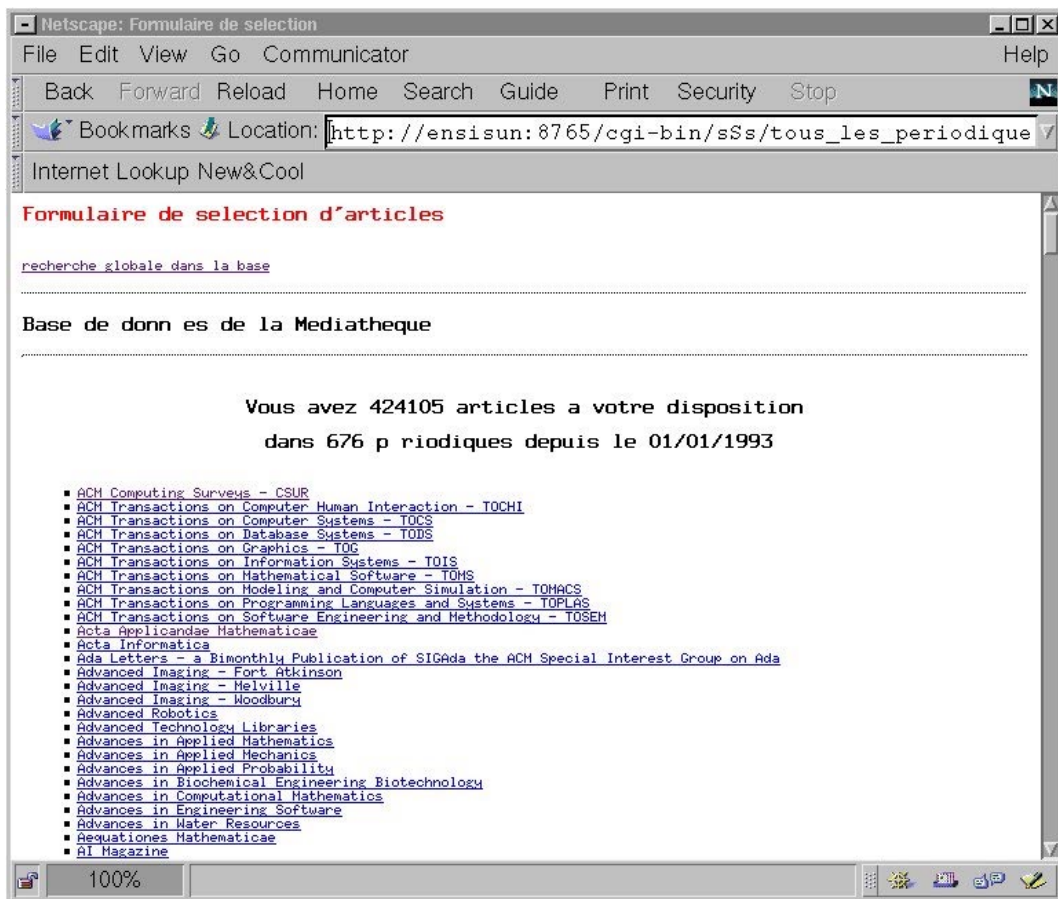 Netscape: Formulaire de selection
File Edit View Go Communicator Help
Back Forward Reload Home Search Guide Print Security Stop N
Bookmarks Location: http://ensisun:8765/cgi-bin/sSs/tous_les_periodique
Internet Lookup New&Cool
Formulaire de selection d'articles
recherche globale dans la base
Base de donn es de la Mediatheque
Vous avez 424105 articles a votre disposition
dans 676 p riodiques depuis le 01/01/1993
ACM Computing Surveys - CSUR
ACM Transactions on Computer Human Interaction - TOCHI
ACM Transactions on Computer Systems - TOCS
ACM Transactions on Database Systems - TODS
ACM Transactions on Graphics - TOG
ACM Transactions on Information Systems - TOIS
ACM Transactions on Mathematical Software - TOMS
ACM Transactions on Modeling and Computer Simulation - TOMACS
ACM Transactions on Programming Languages and Systems - TOPLAS
ACM Transactions on Software Engineering and Methodology - TOSEM
Acta Applicandae Mathematicae
Acta Informatica
Ada Letters - a Bimonthly Publication of SIGAda the ACM Special Interest Group on Ada
Advanced Imaging - Fort Atkinson
Advanced Imaging - Melville
Advanced Imaging - Woodbury
Advanced Robotics
Advanced Technology Libraries
Advances in Applied Mathematics
Advances in Applied Mechanics
Advances in Applied Probability
Advances in Biochemical Engineering Biotechnology
Advances in Computational Mathematics
Advances in Engineering Software
Advances in Water Resources
Aequationes Mathematicae
AI Magazine
100%